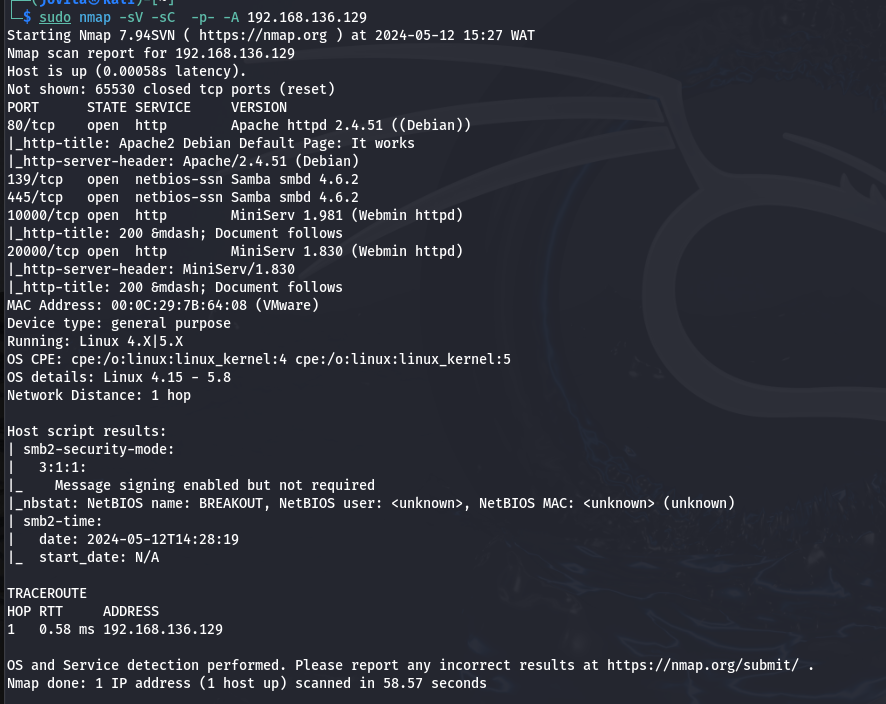 (jovita㉿kali)-[~]
$ sudo nmap -sV -sC  -p- -A 192.168.136.129
Starting Nmap 7.94SVN ( https://nmap.org ) at 2024-05-12 15:27 WAT
Nmap scan report for 192.168.136.129
Host is up (0.00058s latency).
Not shown: 65530 closed tcp ports (reset)
PORT      STATE SERVICE     VERSION
80/tcp    open  http        Apache httpd 2.4.51 ((Debian))
|_http-title: Apache2 Debian Default Page: It works
|_http-server-header: Apache/2.4.51 (Debian)
139/tcp   open  netbios-ssn Samba smbd 4.6.2
445/tcp   open  netbios-ssn Samba smbd 4.6.2
10000/tcp open  http        MiniServ 1.981 (Webmin httpd)
|_http-title: 200 &mdash; Document follows
20000/tcp open  http        MiniServ 1.830 (Webmin httpd)
|_http-server-header: MiniServ/1.830
|_http-title: 200 &mdash; Document follows
MAC Address: 00:0C:29:7B:64:08 (VMware)
Device type: general purpose
Running: Linux 4.X|5.X
OS CPE: cpe:/o:linux:linux_kernel:4 cpe:/o:linux:linux_kernel:5
OS details: Linux 4.15 - 5.8
Network Distance: 1 hop

Host script results:
| smb2-security-mode:
|   3:1:1:
|_    Message signing enabled but not required
|_nbstat: NetBIOS name: BREAKOUT, NetBIOS user: <unknown>, NetBIOS MAC: <unknown> (unknown)
| smb2-time:
|   date: 2024-05-12T14:28:19
|_  start_date: N/A

TRACEROUTE
HOP RTT     ADDRESS
1   0.58 ms 192.168.136.129

OS and Service detection performed. Please report any incorrect results at https://nmap.org/submit/ .
Nmap done: 1 IP address (1 host up) scanned in 58.57 seconds